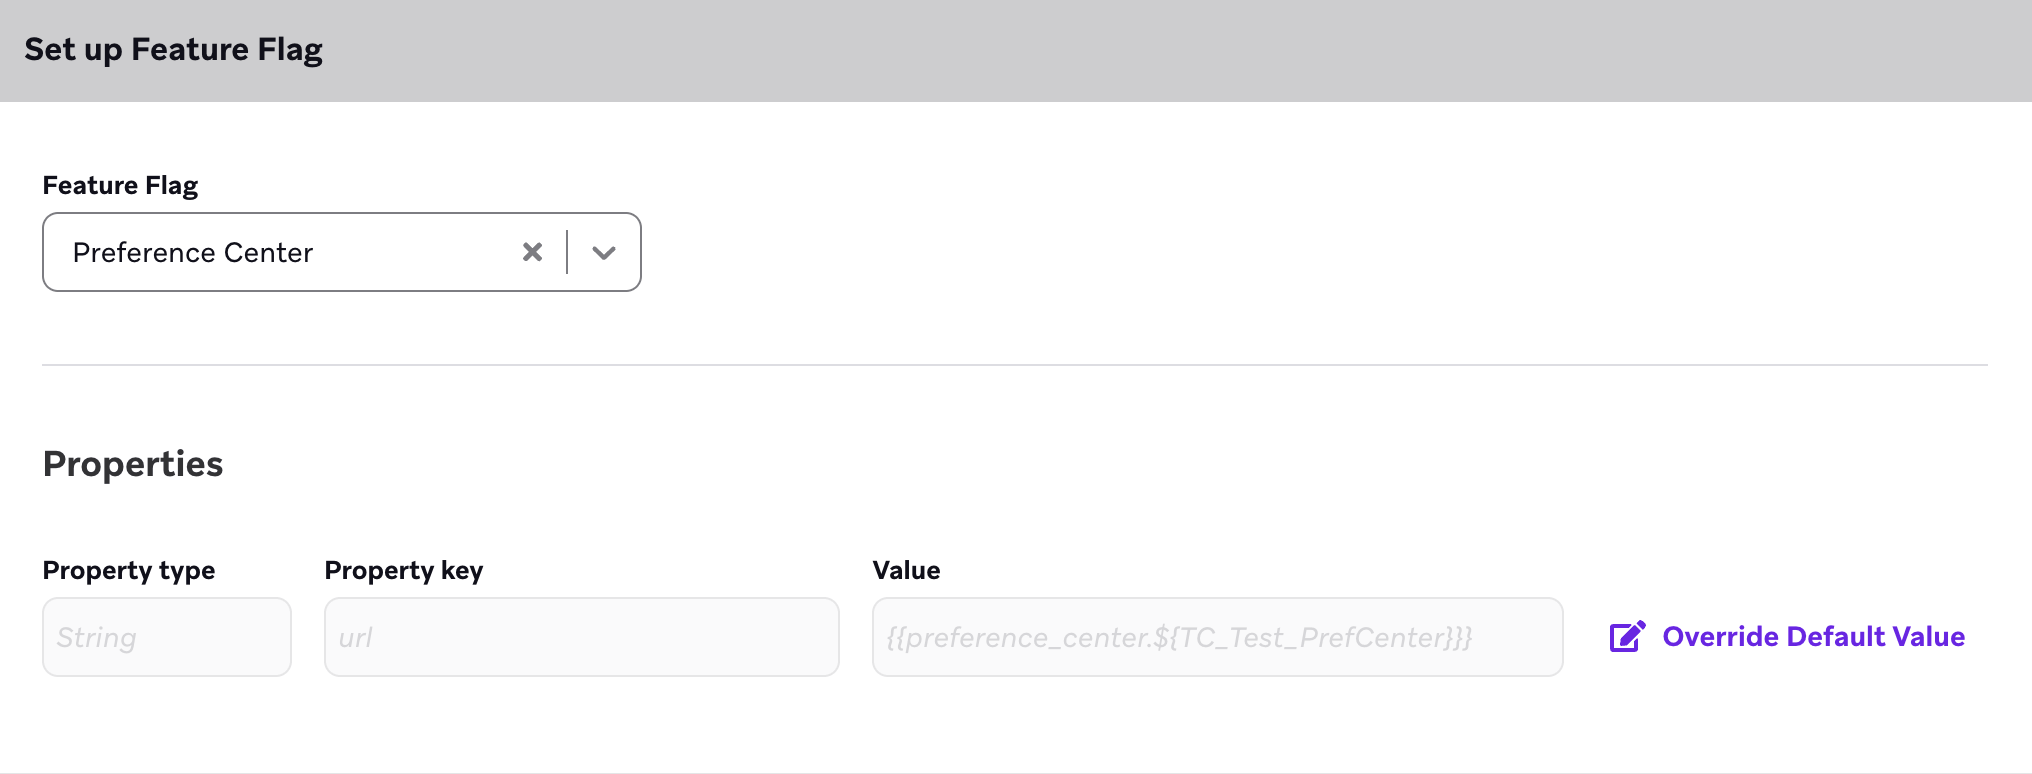 Set up Feature Flag
Feature Flag
Preference Center
Properties
Property type Property key Value
String url {{preference_center.${TC_Test_PrefCenter}}} Override Default Value